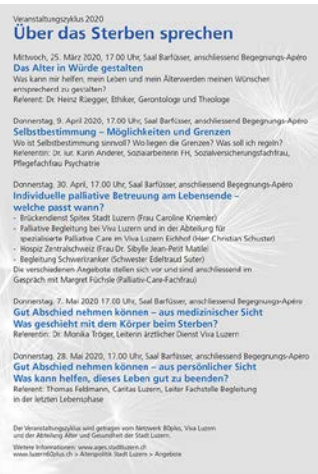 Veranstaltungszyklus 2020
Über das Sterben sprechen
Mittwoch, 25. März 2020, 17.00 Uhr, Saal Barfüsser, anschliessend Begegnungs-Apéro
Das Alter in Würde gestalten
Was kann mir helfen, mein Leben und mein Älterwerden meinen Wünschen
entsprechend zu gestalten?
Referent: Dr. Heinz Rüegger, Ethiker, Gerontologe und Theologe
Donnerstag, 9. April 2020, 17.00 Uhr, Saal Barfüsser, anschliessend Begegnungs-Apéro
Selbstbestimmung – Möglichkeiten und Grenzen
Wo ist Selbstbestimmung sinnvoll? Wo liegen die Grenzen? Was soll ich regeln?
Referentin: Dr. iur. Karin Anderer, Sozialarbeiterin FH, Sozialversicherungsfachfrau,
Pflegefachfrau Psychiatrie
Donnerstag, 30. April, 17.00 Uhr, Saal Barfüsser, anschliessend Begegnungs-Apéro
Individuelle palliative Betreuung am Lebensende –
welche passt wann?
- Brückendienst Spitex Stadt Luzern (Frau Caroline Kriemler)
- Palliative Begleitung bei Viva Luzern und in der Abteilung für
spezialisierte Palliative Care im Viva Luzern Eichhof (Herr Christian Schuster)
- Hospiz Zentralschweiz (Frau Dr. Sibylle Jean-Petit Matile)
- Begleitung Schwerkranker (Schwester Edeltraud Suter)
Die verschiedenen Angebote stellen sich vor und sind anschliessend im
Gespräch mit Margret Füchsle (Palliativ-Care-Fachfrau)
Donnerstag, 7. Mai 2020 17.00 Uhr, Saal Barfüsser, anschliessend Begegnungs-Apéro
Gut Abschied nehmen können – aus medizinischer Sicht
Was geschieht mit dem Körper beim Sterben?
Referentin: Dr. Monika Tröger, Leiterin ärztlicher Dienst Viva Luzern
Donnerstag, 28. Mai 2020, 17.00 Uhr, Saal Barfüsser, anschliessend Begegnungs-Apéro
Gut Abschied nehmen können – aus persönlicher Sicht
Was kann helfen, dieses Leben gut zu beenden?
Referent: Thomas Feldmann, Caritas Luzern, Leiter Fachstelle Begleitung
in der letzten Lebensphase
Der Veranstaltungszyklus wird getragen vom Netzwerk 60plus, Viva Luzern
und der Abteilung Alter und Gesundheit der Stadt Luzern.
Weitere Informationen: www.ages.stadtluzern.ch
www.luzern60plus.ch > Alterspolitik Stadt Luzern > Angebote